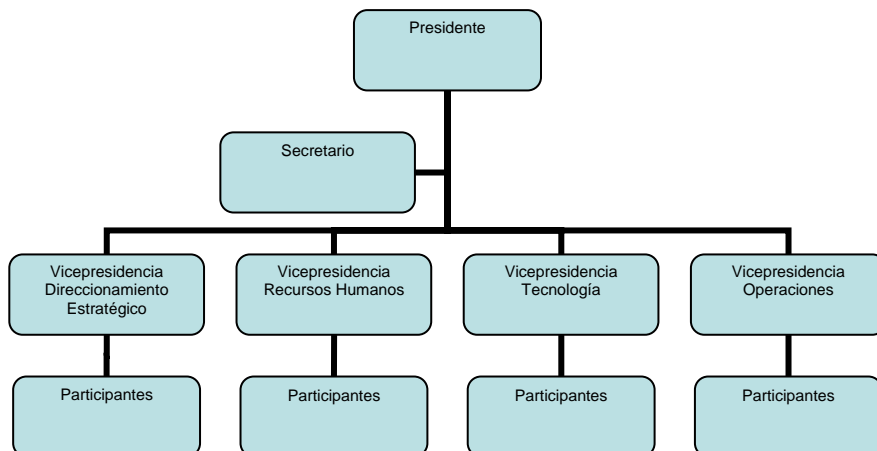 Presidente
Secretario
Vicepresidencia
Direccionamiento
Estratégico
Vicepresidencia
Recursos Humanos
Vicepresidencia
Tecnología
Vicepresidencia
Operaciones
Participantes
Participantes
Participantes
Participantes